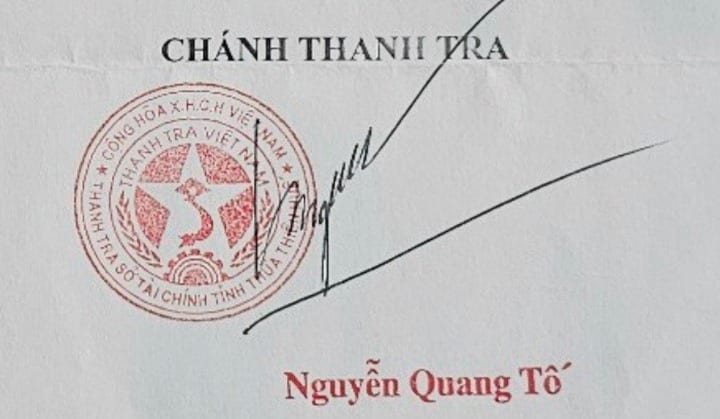 CHÁNH THANH TRA
CỘNG HÒA X.H.C.N VIỆT NAM
THANH TRA VIỆT NAM
THANH TRA SỞ TÀI CHÍNH TỈNH THỪA THIÊN
Nguyễn Quang Tố